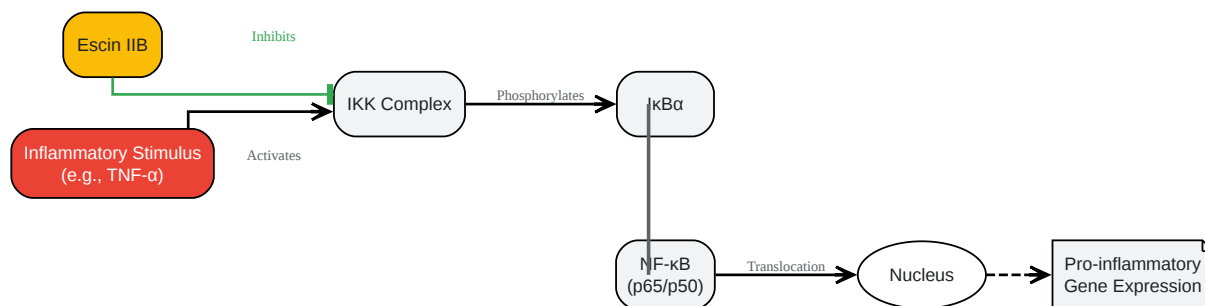 Escin IIB
Inhibits
IKK Complex
Phosphorylates
IκBα
Inflammatory Stimulus
(e.g., TNF-α)
Activates
NF-κB
(p65/p50)
Translocation
Nucleus
Pro-inflammatory
Gene Expression